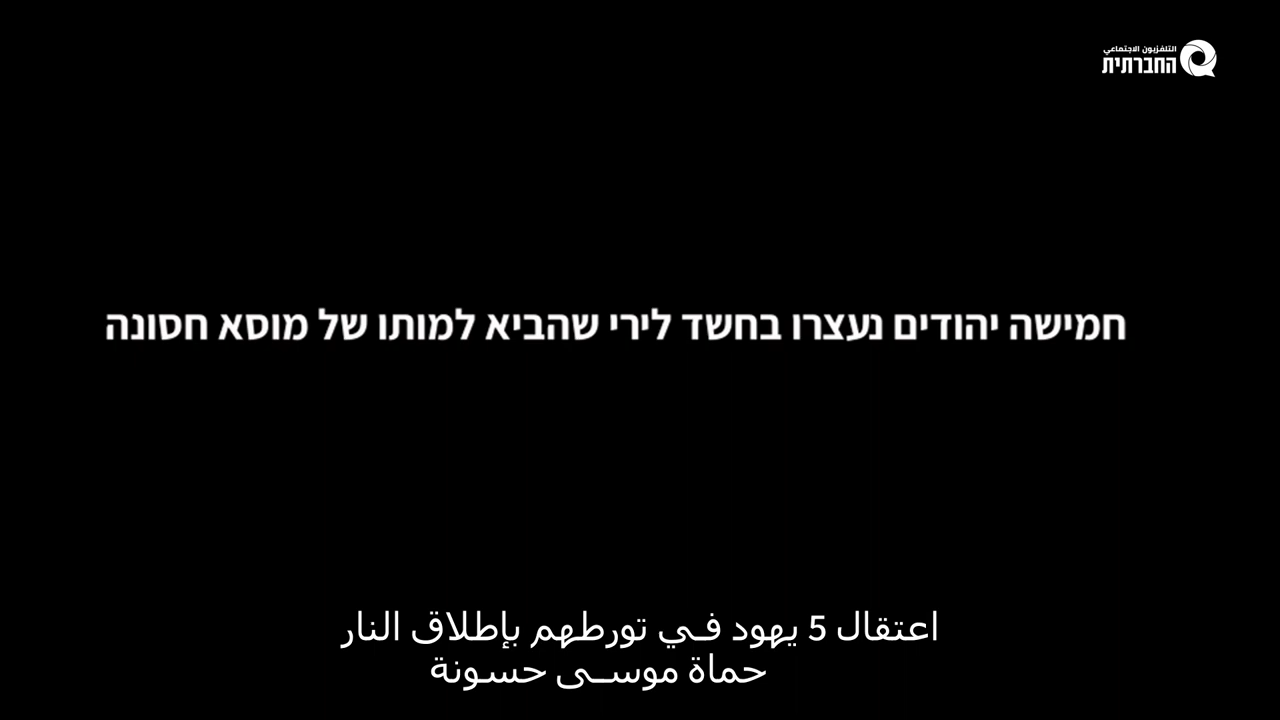 التلفزيون الاجتماعي
החברתית
חמישה יהודים נעצרו בחשד לירי שהביא למותו של מוסא חסונה
اعتقال 5 يهود في تورطهم بإطلاق النار
حماة موسى حسونة